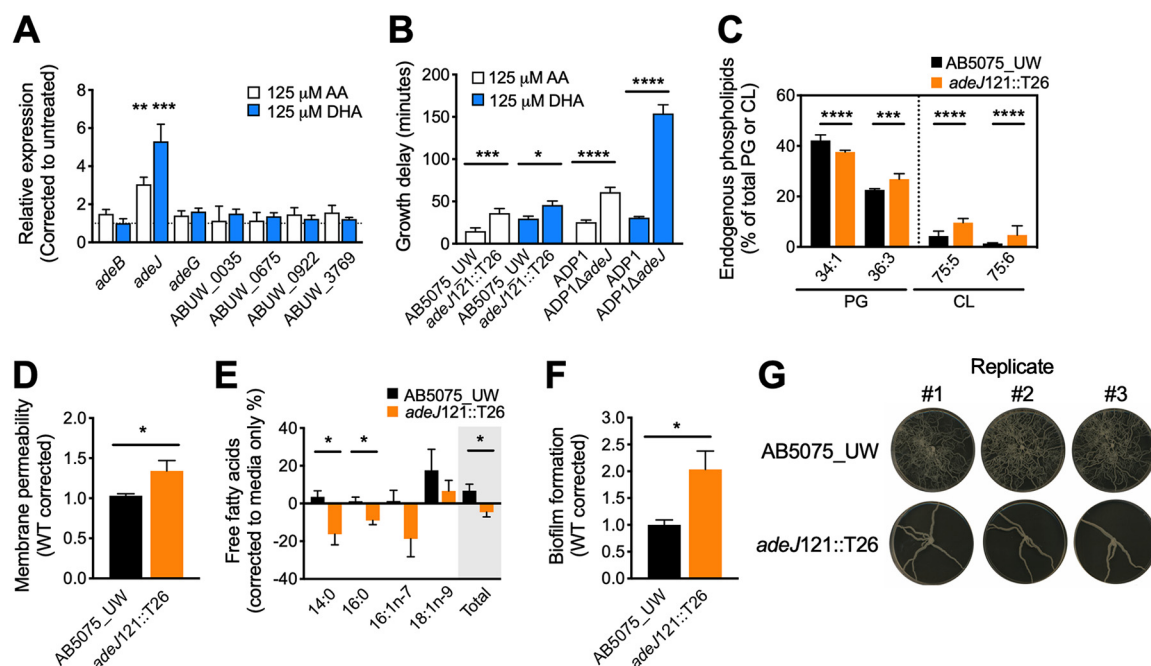 A
Relative expression
(Corrected to untreated)
8
6
4
2
0
** ***
125 μM AA
125 μM DHA
adeB
adeJ
adeG
ABUW_0035
ABUW_0675
ABUW_0922
ABUW_3769
B
Growth delay (minutes)
200
150
100
50
0
125 μM AA
125 μM DHA
***
*
****
****
AB5075_UW
adeJ121::T26
AB5075_UW
adeJ121::T26
ADP1
ADP1ΔadeJ
ADP1
ADP1ΔadeJ
C
AB5075_UW
adeJ121::T26
Endogenous phospholipids
(% of total PG or CL)
60
40
20
0
****
***
****
****
34:1
36:3
75:5
75:6
PG
CL
D
Membrane permeability
(WT corrected)
2.0
1.5
1.0
0.5
0.0
*
AB5075_UW
adeJ121::T26
E
AB5075_UW
adeJ121::T26
Free fatty acids
(corrected to media only %)
40
20
0
-20
-40
*
*
*
14:0
16:0
16:1n-7
18:1n-9
Total
F
Biofilm formation
(WT corrected)
3.0
2.5
2.0
1.5
1.0
0.5
0.0
*
AB5075_UW
adeJ121::T26
G
Replicate
#1 #2 #3
AB5075_UW
adeJ121::T26